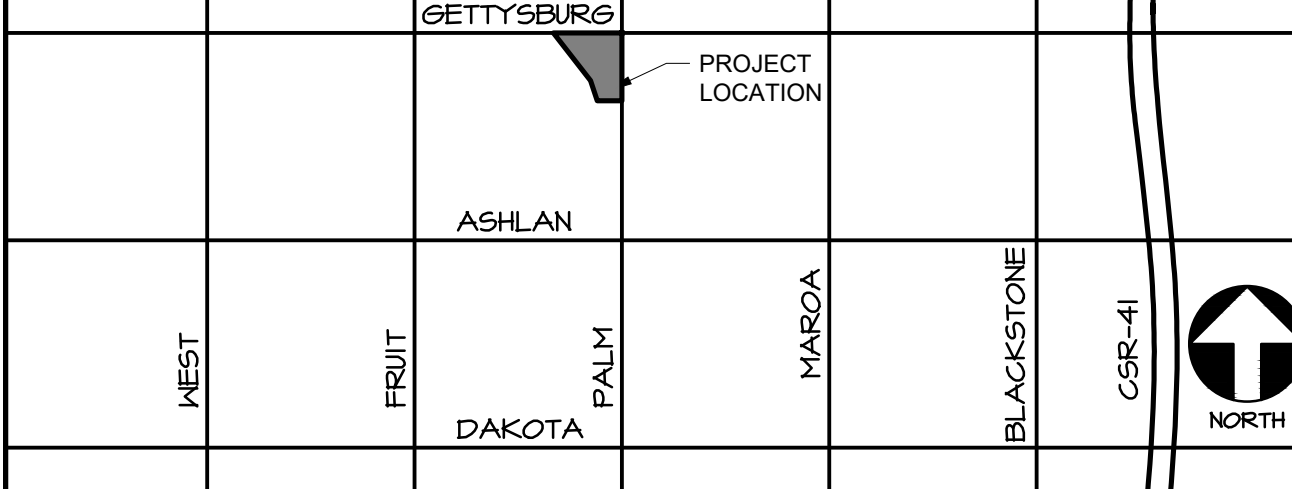 GETTYSBURG
PROJECT
LOCATION
ASHLAN
WEST
FRUIT
PALM
MAROA
BLACKSTONE
CSR-41
NORTH
DAKOTA